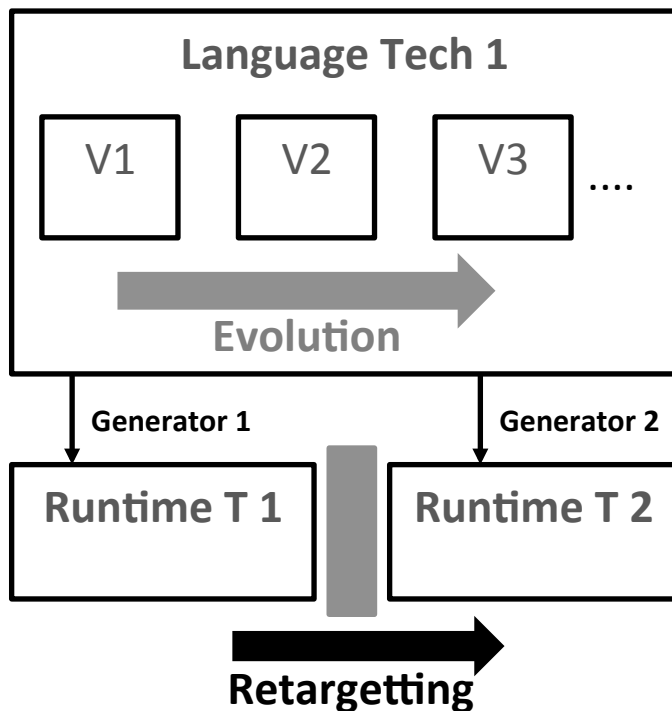 Language Tech 1
V1 V2 V3 ....
Evolution
Generator 1 Generator 2
Runtime T 1 Runtime T 2
Retargetting